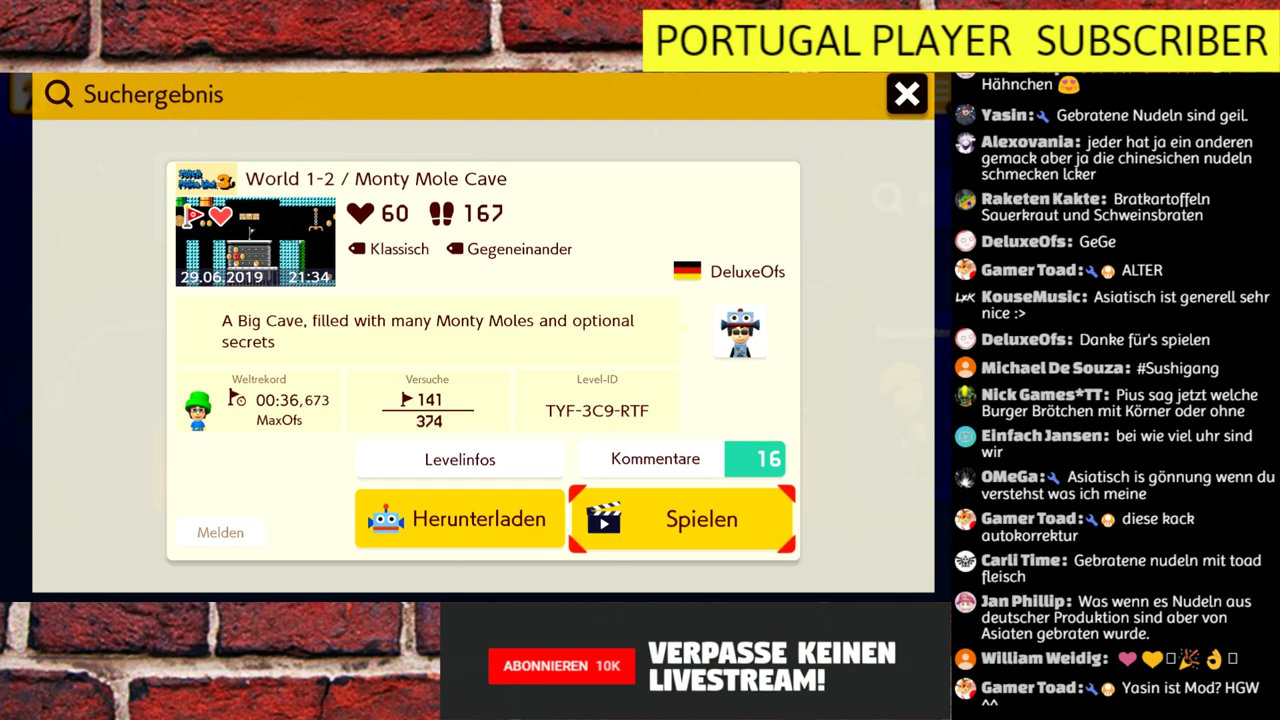 PORTUGAL PLAYER SUBSCRIBER
Suchergebnis
World 1-2 / Monty Mole Cave
60 167
Klassisch Gegeneinander
29.06.2019 21:34
DeluxeOfs
A Big Cave, filled with many Monty Moles and optional
secrets
Weltrekord
00:36,673
MaxOfs
Versuche
141
374
Level-ID
TYF-3C9-RTF
Levelinfos
Kommentare 16
Melden
Herunterladen
Spielen
ABONNIEREN 10K
VERPASSE KEINEN
LIVESTREAM!
Hähnchen 😍
Yasin:🔧 Gebratene Nudeln sind geil.
Alexovania: jeder hat ja ein anderen
gemack aber ja die chinesichen nudeln
schmecken lcker
Raketen Kakte: Bratkartoffeln
Sauerkraut und Schweinsbraten
DeluxeOfs: GeGe
Gamer Toad:🔧 ALTER
KouseMusic: Asiatisch ist generell sehr
nice :>
DeluxeOfs: Danke für's spielen
Michael De Souza: #Sushigang
Nick Games*TT: Pius sag jetzt welche
Burger Brötchen mit Körner oder ohne
Einfach Jansen: bei wie viel uhr sind
wir
OMeGa:🔧 Asiatisch is gönnung wenn du
verstehst was ich meine
Gamer Toad:🔧 diese kack
autokorrektur
Carli Time: Gebratene nudeln mit toad
fleisch
Jan Phillip: Was wenn es Nudeln aus
deutscher Produktion sind aber von
Asiaten gebraten wurde.
William Weidig: 💗💛🎉👌
Gamer Toad:🔧 Yasin ist Mod? HGW
^^